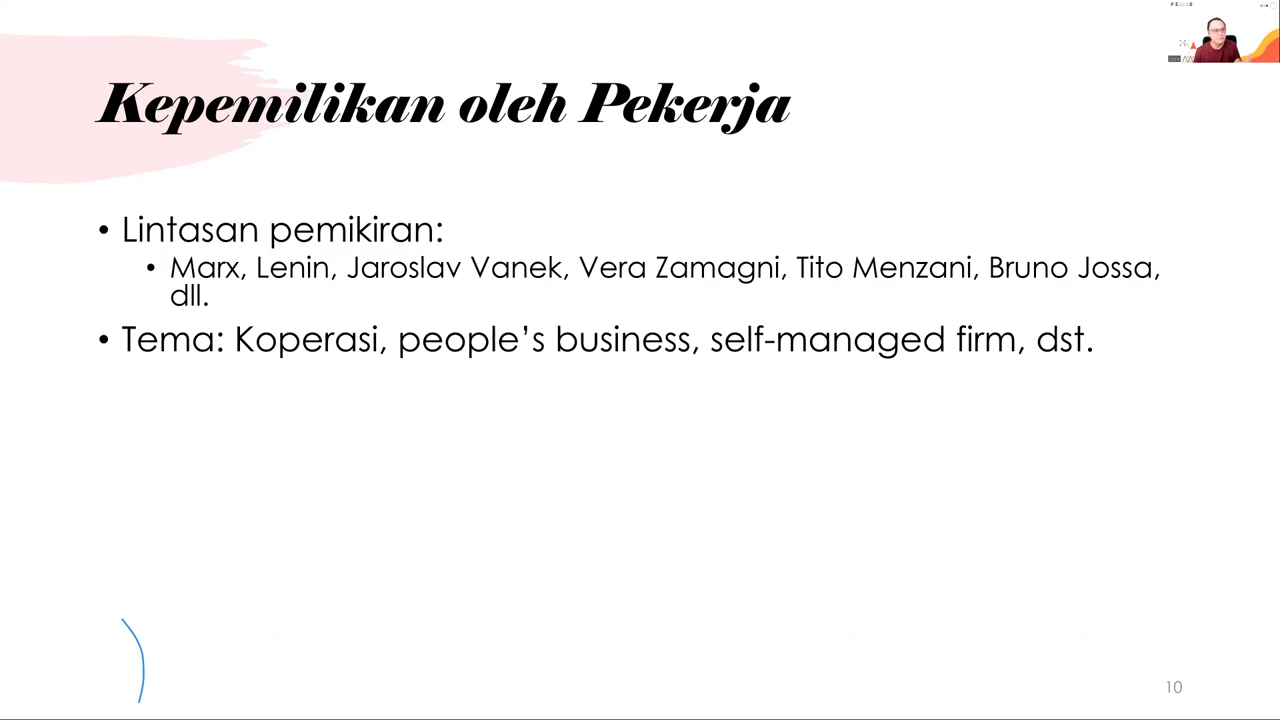 Kepemilikan oleh Pekerja
• Lintasan pemikiran:
• Marx, Lenin, Jaroslav Vanek, Vera Zamagni, Tito Menzani, Bruno Jossa,
dll.
• Tema: Koperasi, people's business, self-managed firm, dst.
10